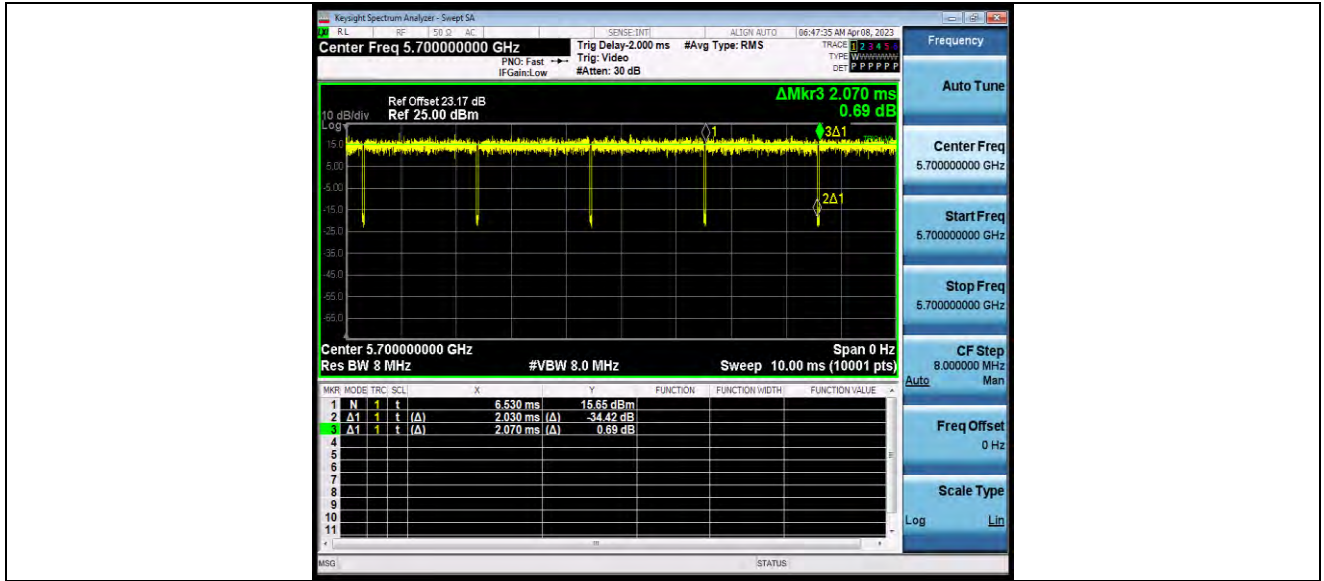 Keysight Spectrum Analyzer - Swept SA
RL RF 50 Ω AC SENSE:INT ALIGN AUTO 06:47:35 AM Apr 08, 2023
Center Freq 5.700000000 GHz Trig Delay-2.000 ms #Avg Type: RMS TRACE 1 2 3 4 5 6
PNO: Fast Trig: Video TYPE WWWWWW
IFGain:Low #Atten: 30 dB DET P P P P P P
ΔMkr3 2.070 ms
Ref Offset 23.17 dB
10 dB/div Ref 25.00 dBm 0.69 dB
Log
1 3Δ1
15.0
5.00
-5.00
2Δ1
-15.0
-25.0
-35.0
-45.0
-55.0
-65.0
Center 5.700000000 GHz Span 0 Hz
Res BW 8 MHz #VBW 8.0 MHz Sweep 10.00 ms (10001 pts)
MKR MODE TRC SCL X Y FUNCTION FUNCTION WIDTH FUNCTION VALUE
1 N 1 t 6.530 ms 15.65 dBm
2 Δ1 1 t (Δ) 2.030 ms (Δ) -34.42 dB
3 Δ1 1 t (Δ) 2.070 ms (Δ) 0.69 dB
4
5
6
7
8
9
10
11
MSG STATUS
Frequency
Auto Tune
Center Freq
5.700000000 GHz
Start Freq
5.700000000 GHz
Stop Freq
5.700000000 GHz
CF Step
8.000000 MHz
Auto Man
Freq Offset
0 Hz
Scale Type
Log Lin